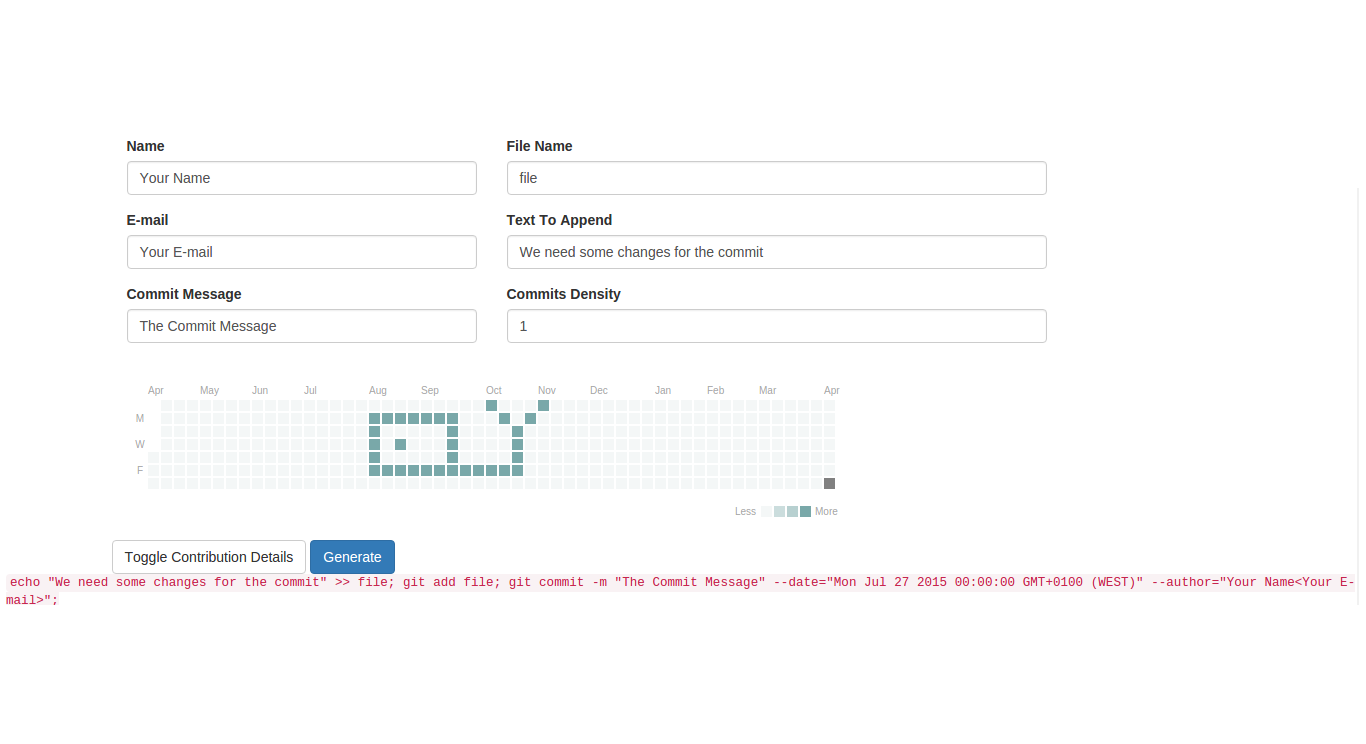 Name
File Name
Your Name
file
E-mail
Text To Append
Your E-mail
We need some changes for the commit
Commit Message
Commits Density
The Commit Message
1
Apr May Jun Jul Aug Sep Oct Nov Dec Jan Feb Mar Apr
M
W
F
Less More
Toggle Contribution Details Generate
echo "We need some changes for the commit" >> file; git add file; git commit -m "The Commit Message" --date="Mon Jul 27 2015 00:00:00 GMT+0100 (WEST)" --author="Your Name<Your E-
mail>";